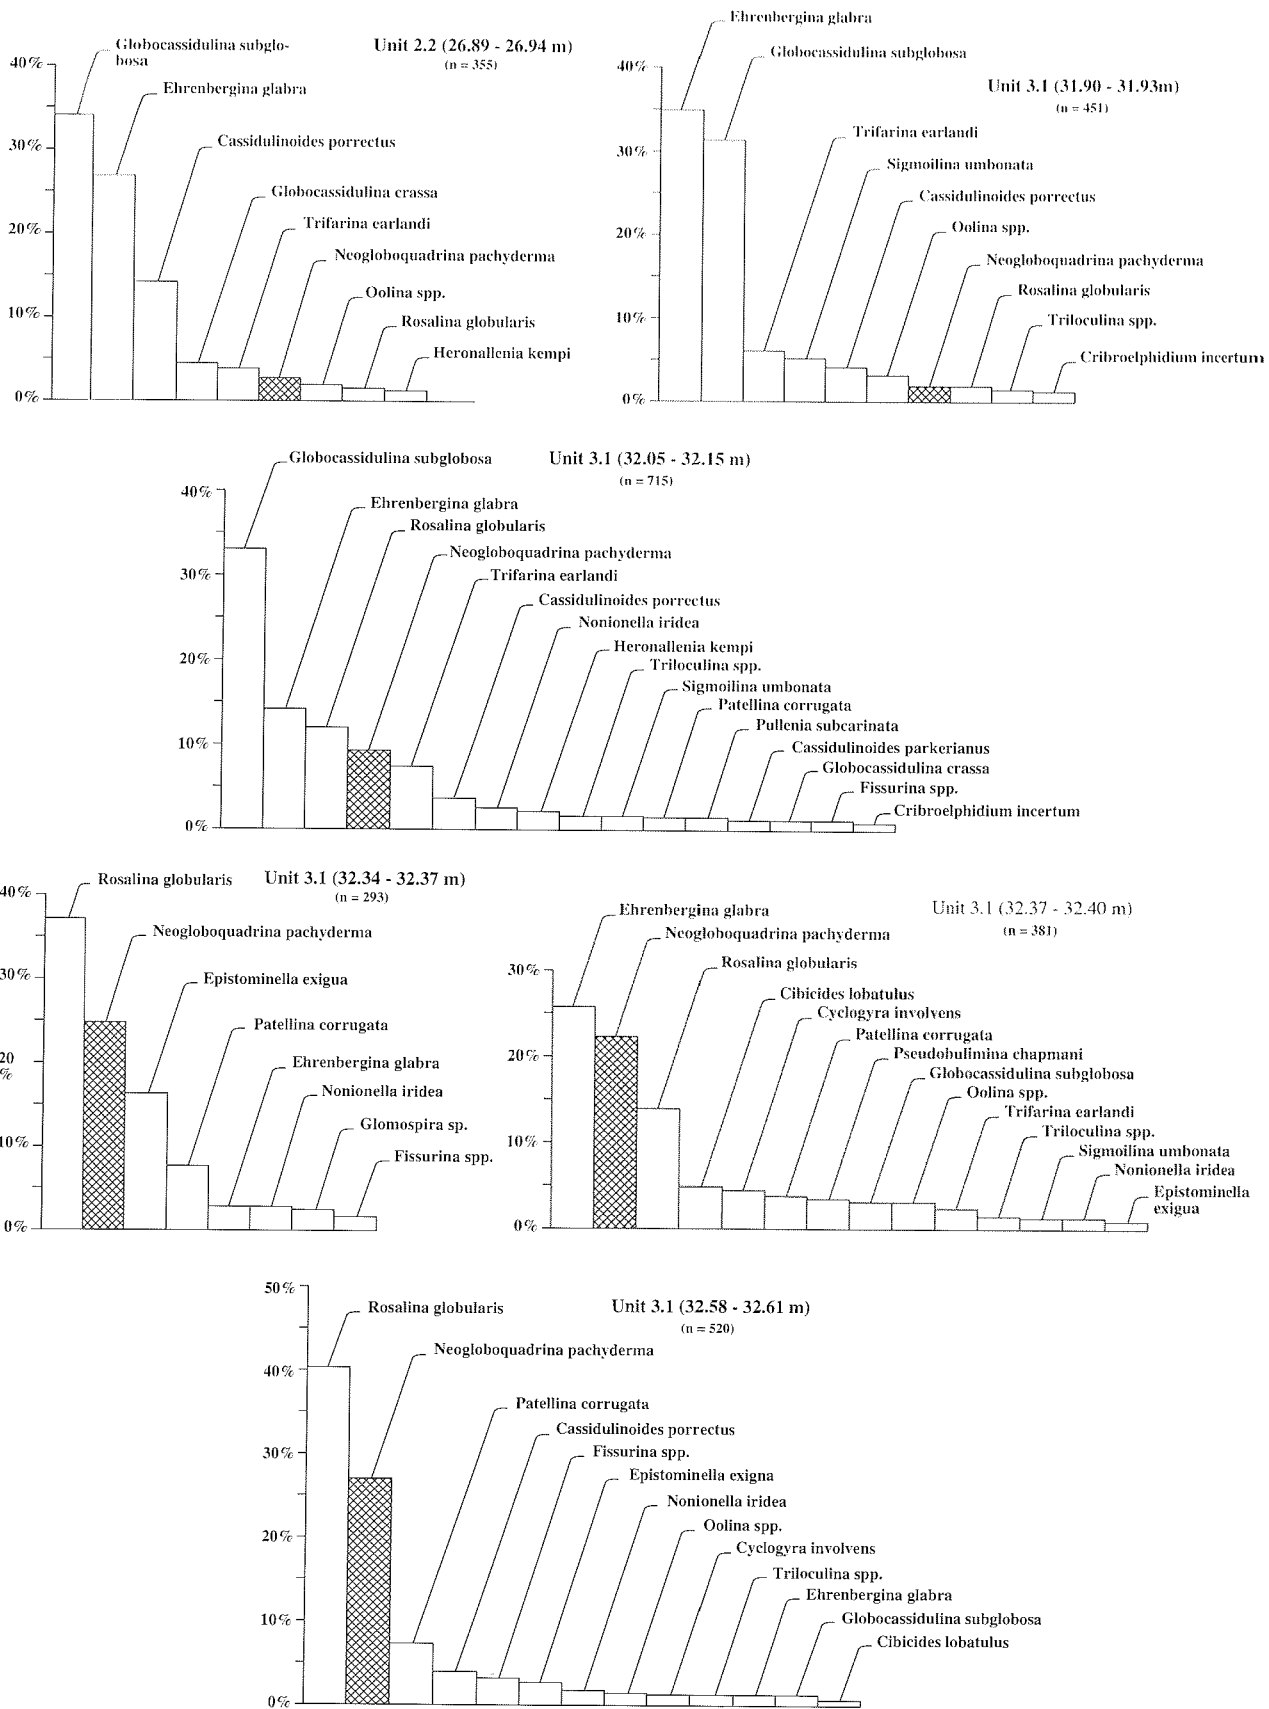 Globocassidulina subglo-
bosa
Unit 2.2 (26.89 - 26.94 m)
(n = 355)
40%
Ehrenbergina glabra
30%
Cassidulinoides porrectus
Globocassidulina crassa
20%
Trifarina earlandi
Neogloboquadrina pachyderma
Oolina spp.
10%
Rosalina globularis
Heronallenia kempi
0%
Ehrenbergina glabra
Globocassidulina subglobosa
40%
Unit 3.1 (31.90 - 31.93m)
(n = 451)
Trifarina earlandi
30%
Sigmoilina umbonata
Cassidulinoides porrectus
20%
Oolina spp.
Neogloboquadrina pachyderma
Rosalina globularis
10%
Triloculina spp.
Cribroelphidium incertum
0%
Globocassidulina subglobosa
Unit 3.1 (32.05 - 32.15 m)
(n = 715)
40%
Ehrenbergina glabra
Rosalina globularis
Neogloboquadrina pachyderma
30%
Trifarina earlandi
Cassidulinoides porrectus
Nonionella iridea
Heronallenia kempi
20%
Triloculina spp.
Sigmoilina umbonata
Patellina corrugata
Pullenia subcarinata
10%
Cassidulinoides parkerianus
Globocassidulina crassa
Fissurina spp.
Cribroelphidium incertum
0%
Rosalina globularis
Unit 3.1 (32.34 - 32.37 m)
(n = 293)
40%
Neogloboquadrina pachyderma
30%
Epistominella exigua
Patellina corrugata
20
%
Ehrenbergina glabra
Nonionella iridea
Glomospira sp.
10%
Fissurina spp.
0%
Ehrenbergina glabra
Unit 3.1 (32.37 - 32.40 m)
(n = 381)
Neogloboquadrina pachyderma
30%
Rosalina globularis
Cibicides lobatulus
Cyclogyra involvens
Patellina corrugata
20%
Pseudobulimina chapmani
Globocassidulina subglobosa
Oolina spp.
Trifarina earlandi
10%
Triloculina spp.
Sigmoilina umbonata
Nonionella iridea
Epistominella
exigua
0%
50%
Rosalina globularis
Unit 3.1 (32.58 - 32.61 m)
(n = 520)
Neogloboquadrina pachyderma
40%
Patellina corrugata
Cassidulinoides porrectus
30%
Fissurina spp.
Epistominella exigna
Nonionella iridea
Oolina spp.
20%
Cyclogyra involvens
Triloculina spp.
Ehrenbergina glabra
10%
Globocassidulina subglobosa
Cibicides lobatulus
0%